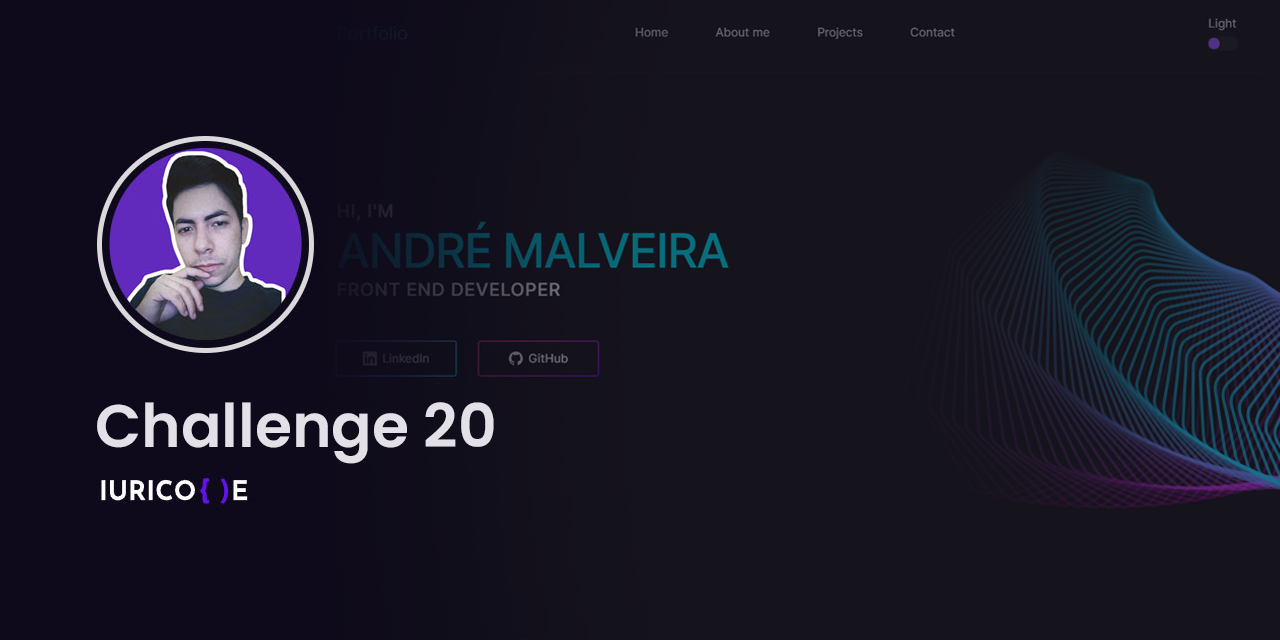 Portfolio
Home
About me
Projects
Contact
Light
HI, I'M
ANDRÉ MALVEIRA
FRONT END DEVELOPER
LinkedIn
GitHub
Challenge 20
IURICO{ }E